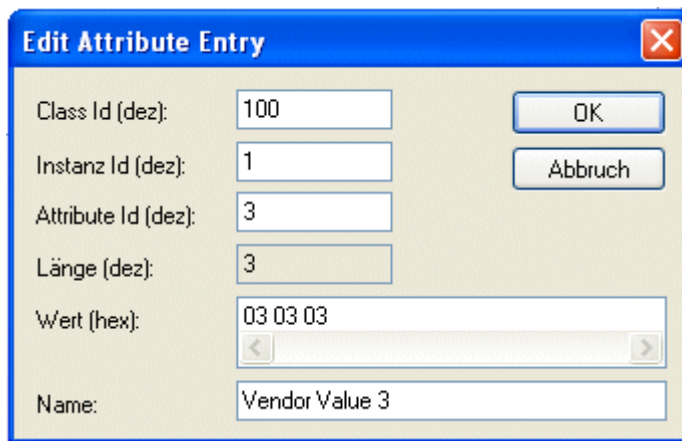 Edit Attribute Entry
Class Id (dez): 100 OK
Instanz Id (dez): 1 Abbruch
Attribute Id (dez): 3
Länge (dez): 3
Wert (hex): 03 03 03
Name: Vendor Value 3